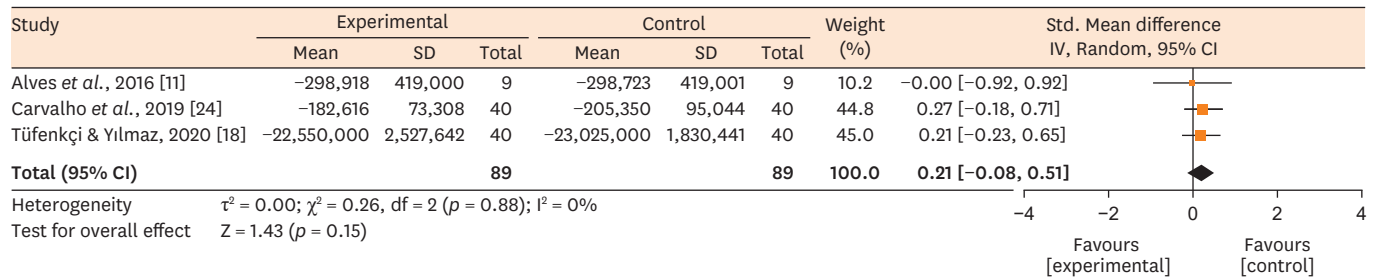 Study Experimental Control Weight (%) Std. Mean difference IV, Random, 95% CI
Mean SD Total Mean SD Total
Alves et al., 2016 [11] −298,918 419,000 9 −298,723 419,001 9 10.2 -0.00 [−0.92, 0.92]
Carvalho et al., 2019 [24] −182,616 73,308 40 −205,350 95,044 40 44.8 0.27 [−0.18, 0.71]
Tüfenkçi & Yılmaz, 2020 [18] −22,550,000 2,527,642 40 −23,025,000 1,830,441 40 45.0 0.21 [−0.23, 0.65]
Total (95% CI) 89 89 100.0 0.21 [−0.08, 0.51]
Heterogeneity τ² = 0.00; χ² = 0.26, df = 2 (p = 0.88); I² = 0%
Test for overall effect Z = 1.43 (p = 0.15)
−4 −2 0 2 4
Favours [experimental] Favours [control]